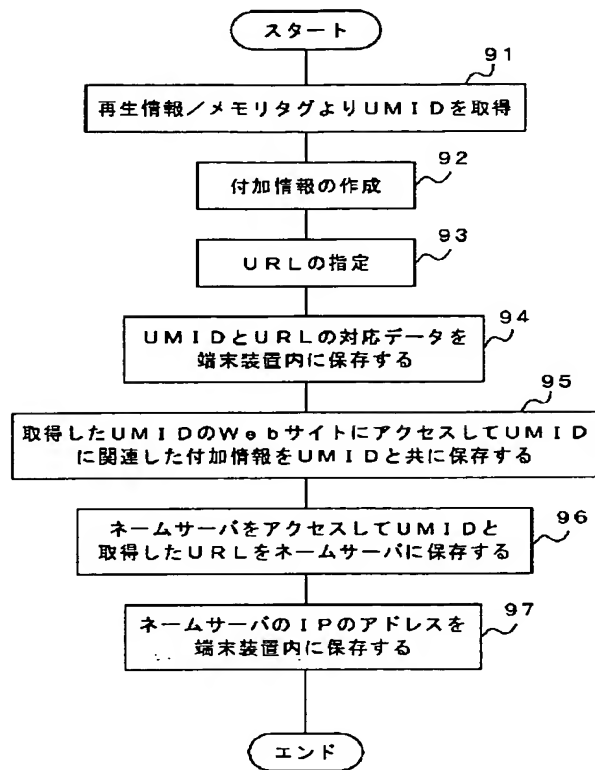 スタート
91
再生情報/メモリタグよりUMIDを取得
92
付加情報の作成
93
URLの指定
94
UMIDとURLの対応データを
端末装置内に保存する
95
取得したUMIDのWebサイトにアクセスしてUMID
に関連した付加情報をUMIDと共に保存する
96
ネームサーバをアクセスしてUMIDと
取得したURLをネームサーバに保存する
97
ネームサーバのIPのアドレスを
端末装置内に保存する
エンド